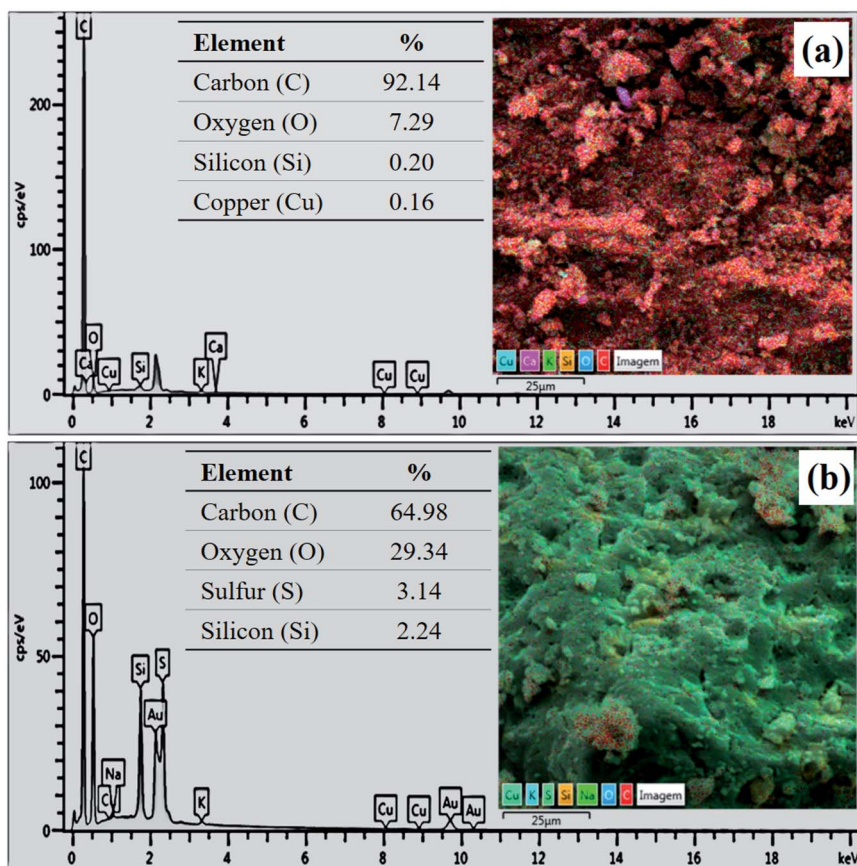 (a)
Element %
Carbon (C) 92.14
Oxygen (O) 7.29
Silicon (Si) 0.20
Copper (Cu) 0.16
cps/eV
200
100
0
C
O
Ca
Cu
Si
K
Ca
Cu
Cu
0 2 4 6 8 10 12 14 16 18 keV
Cu Ca K Si O C Imagem
25µm
(b)
Element %
Carbon (C) 64.98
Oxygen (O) 29.34
Sulfur (S) 3.14
Silicon (Si) 2.24
cps/eV
100
50
0
C
O
Si
S
Au
Na
C
K
Cu
Cu
Au
Au
0 2 4 6 8 10 12 14 16 18 keV
Cu K S Si Na O C Imagem
25µm